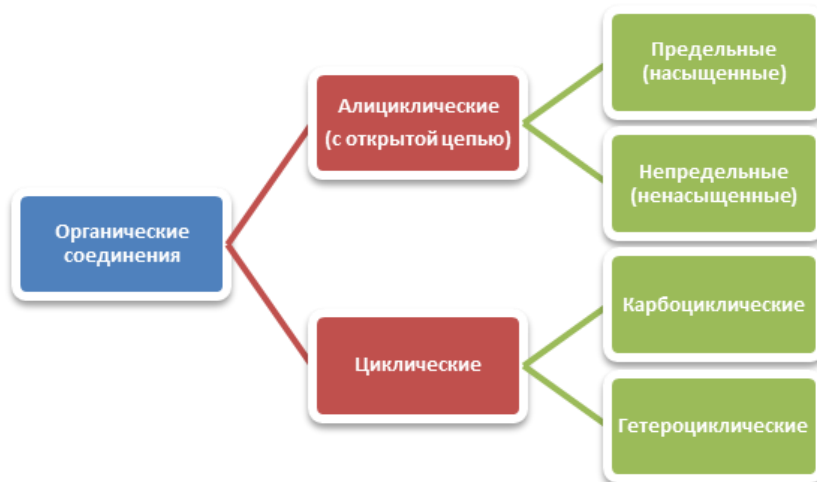 Органические
соединения
Алициклические
(с открытой цепью)
Циклические
Предельные
(насыщенные)
Непредельные
(ненасыщенные)
Карбоциклические
Гетероциклические